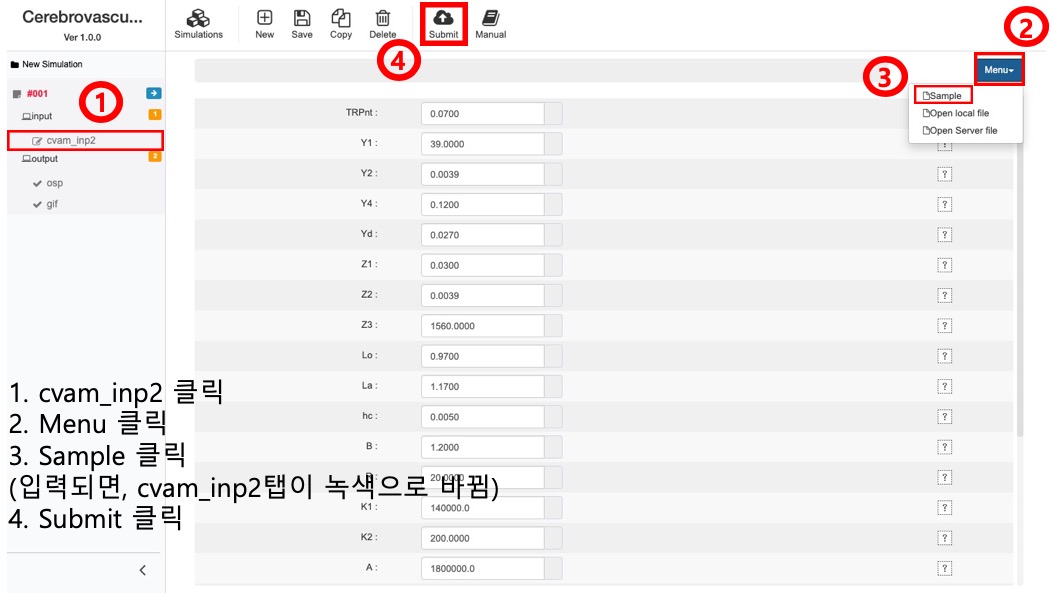 Cerebrovascu...
Ver 1.0.0
Simulations
New
Save
Copy
Delete
Submit
Manual
New Simulation
#001
input
1
cvam_inp2
output
2
osp
gif
1
2
3
4
Menu
Sample
Open local file
Open Server file
TRPnt : 0.0700
Y1 : 39.0000 ?
Y2 : 0.0039 ?
Y4 : 0.1200 ?
Yd : 0.0270 ?
Z1 : 0.0300 ?
Z2 : 0.0039 ?
Z3 : 1560.0000 ?
Lo : 0.9700 ?
La : 1.1700 ?
hc : 0.0050 ?
B : 1.2000 ?
20.0000 ?
K1 : 140000.0 ?
K2 : 200.0000 ?
A : 1800000.0 ?
1. cvam_inp2 클릭
2. Menu 클릭
3. Sample 클릭
(입력되면, cvam_inp2탭이 녹색으로 바뀜)
4. Submit 클릭